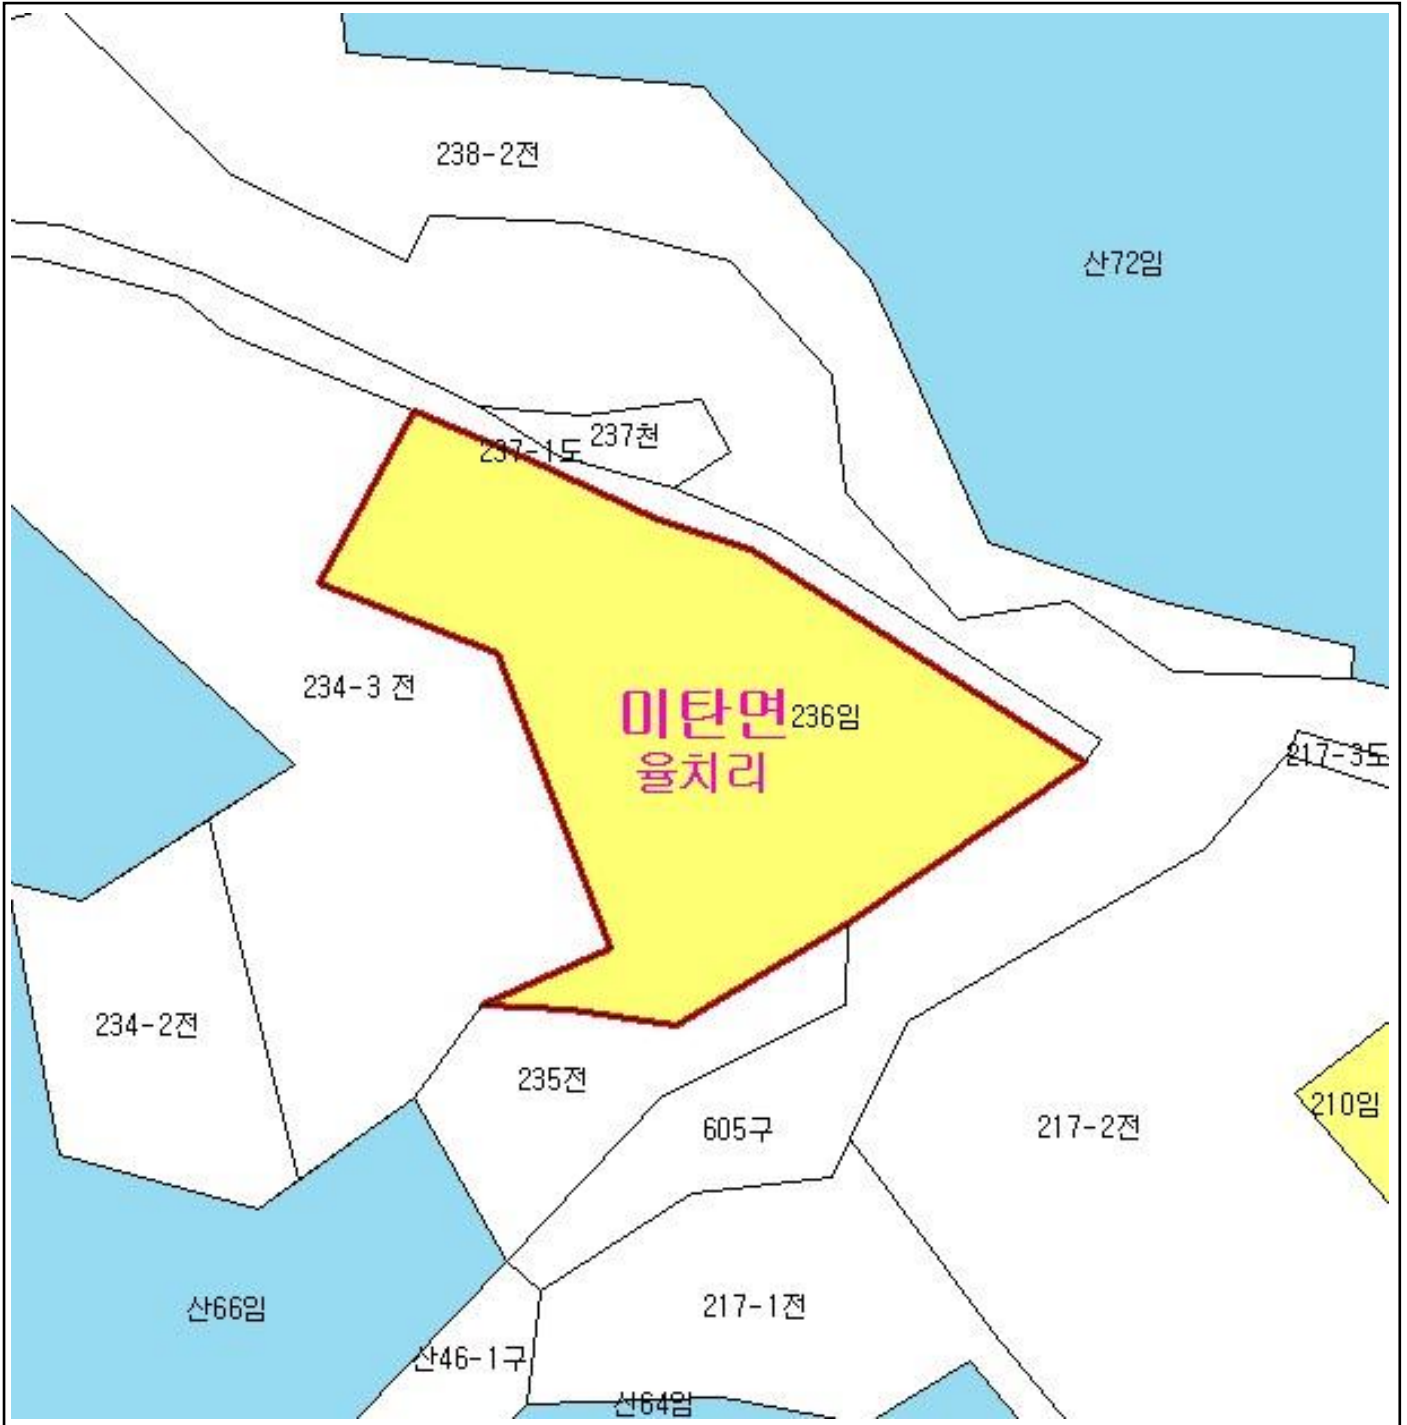 238-2전
산72임
237천
237-1도
234-3 전
미탄면
236임
율치리
217-3도
234-2전
235전
605구
217-2전
210임
산66임
217-1전
산46-1구
산64임